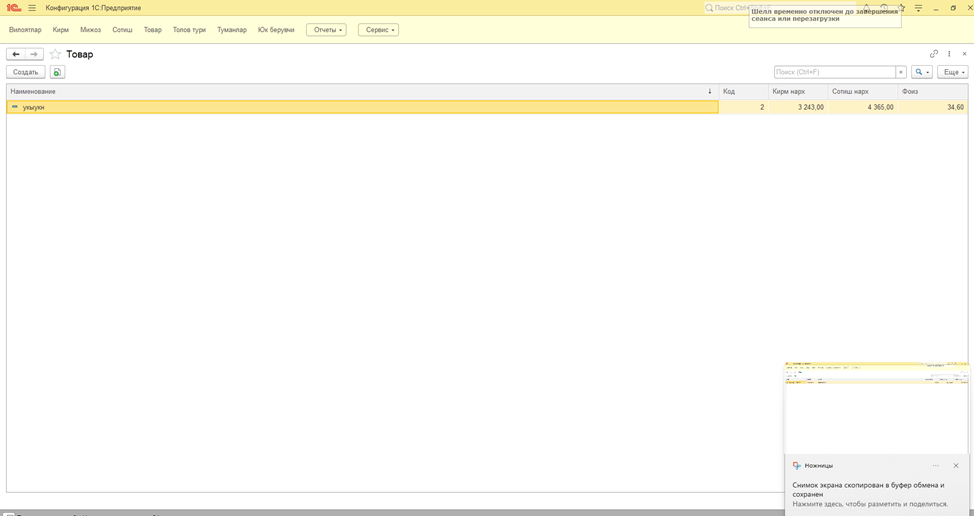 1С Конфигурация 1С:Предприятие
Шелл временно отключен до завершения
сеанса или перезагрузки
Вилоятлар Кирм Мижоз Сотиш Товар Толов тури Туманлар Юк берувчи Отчеты Сервис
Товар
Создать Поиск (Ctrl+F) × Еще
Наименование ↓ Код Кирм нарх Сотиш нарх Фоиз
укыукн 2 3 243,00 4 365,00 34,60
Ножницы
Снимок экрана скопирован в буфер обмена и
сохранен
Нажмите здесь, чтобы разметить и поделиться.